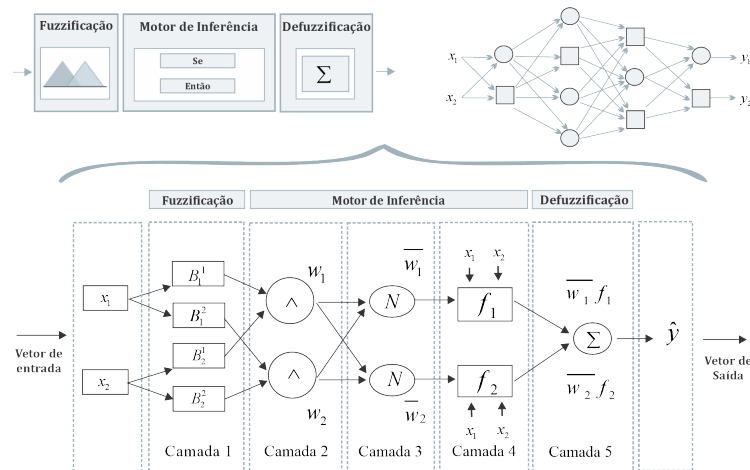 Fuzzificação
Motor de Inferência
Defuzzificação
Se
Então
Σ
x₁
x₂
y₁
y₂
Fuzzificação
Motor de Inferência
Defuzzificação
Vetor de
entrada
x₁
x₂
B₁¹
B₁²
B₂¹
B₂²
Camada 1
w₁
∧
∧
w₂
Camada 2
w̅₁
N
N
w̅₂
Camada 3
x₁ x₂
f₁
f₂
x₁ x₂
Camada 4
w̅₁ f₁
Σ
w̅₂ f₂
Camada 5
ŷ
Vetor de
Saída